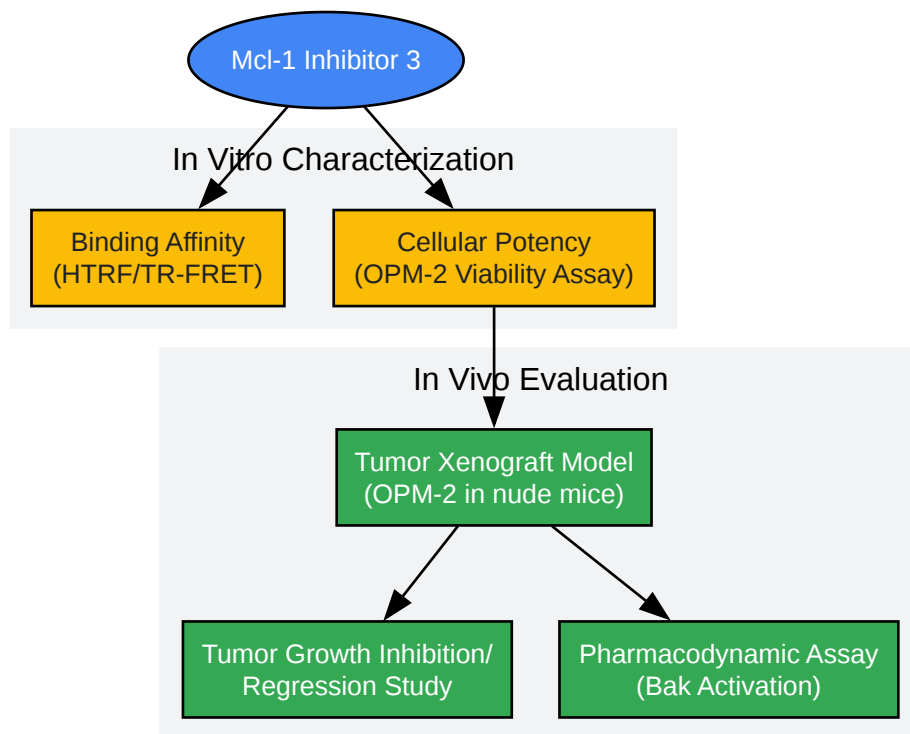 Mcl-1 Inhibitor 3
In Vitro Characterization
Binding Affinity
(HTRF/TR-FRET)
Cellular Potency
(OPM-2 Viability Assay)
In Vivo Evaluation
Tumor Xenograft Model
(OPM-2 in nude mice)
Tumor Growth Inhibition/
Regression Study
Pharmacodynamic Assay
(Bak Activation)